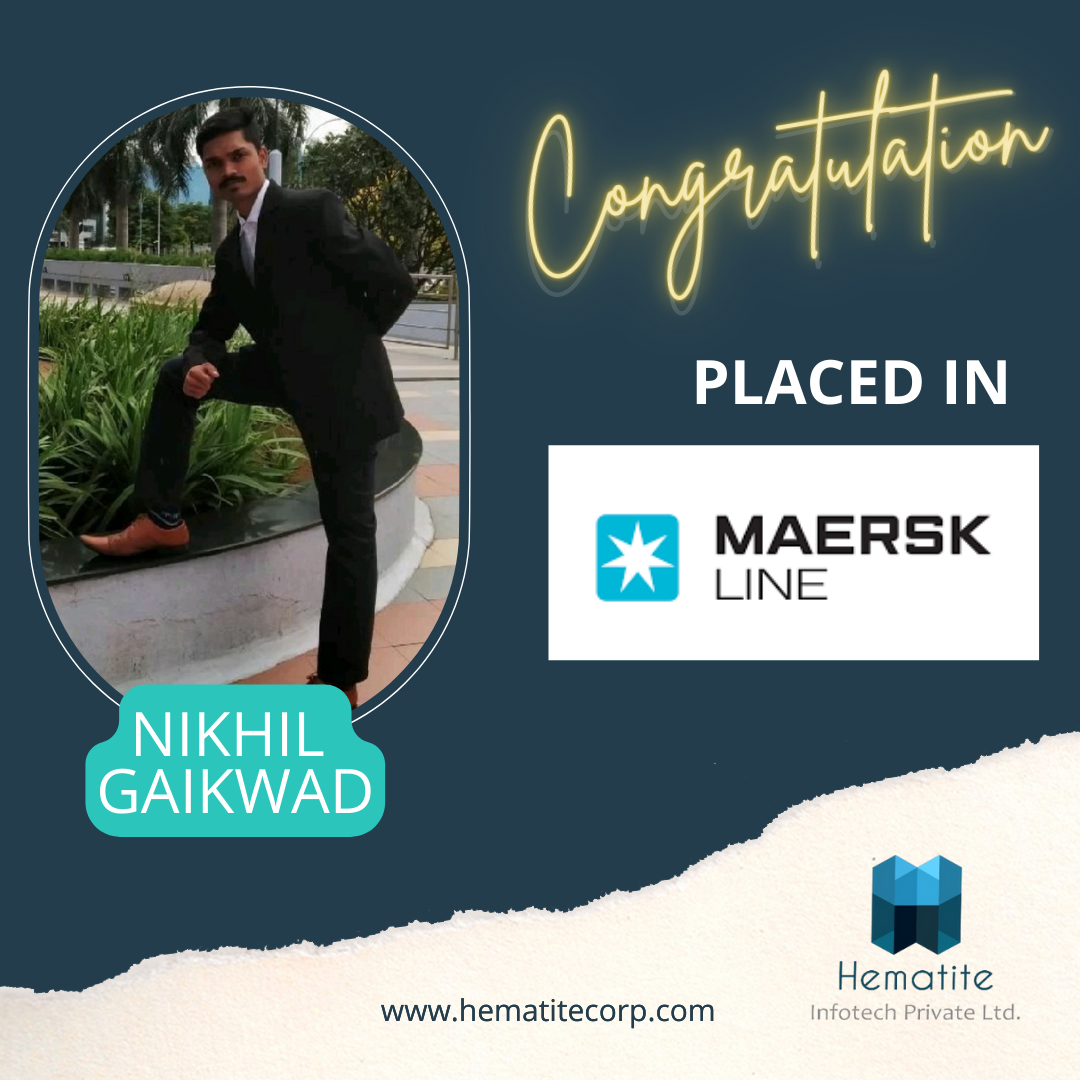 Congratulation
PLACED IN
MAERSK
LINE
NIKHIL
GAIKWAD
Hematite
Infotech Private Ltd.
www.hematitecorp.com